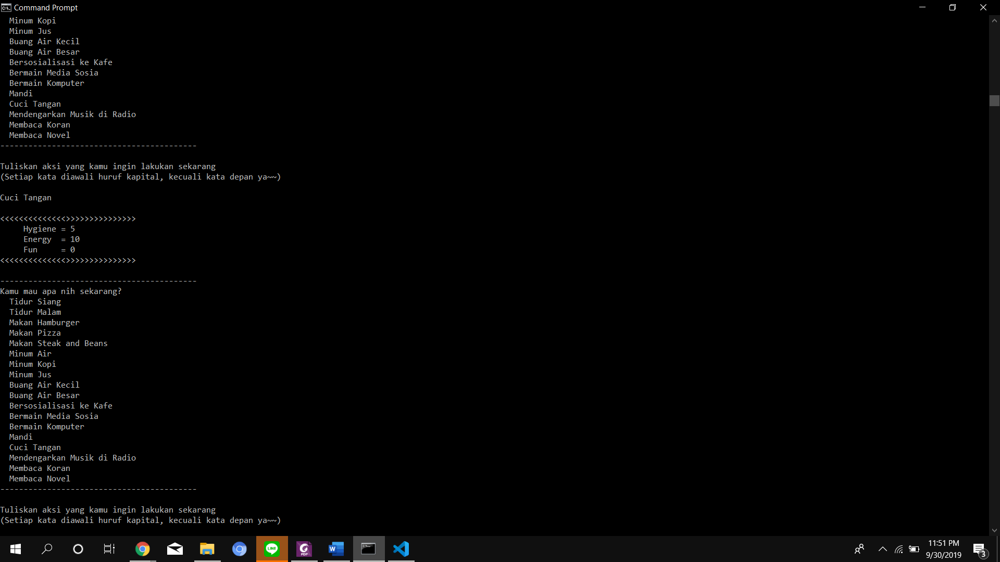 Command Prompt
Minum Kopi
Minum Jus
Buang Air Kecil
Buang Air Besar
Bersosialisasi ke Kafe
Bermain Media Sosia
Bermain Komputer
Mandi
Cuci Tangan
Mendengarkan Musik di Radio
Membaca Koran
Membaca Novel
------------------------------------------
Tuliskan aksi yang kamu ingin lakukan sekarang
(Setiap kata diawali huruf kapital, kecuali kata depan ya~~)
Cuci Tangan
<<<<<<<<<<<<<<>>>>>>>>>>>>>>>
Hygiene = 5
Energy = 10
Fun = 0
<<<<<<<<<<<<<<>>>>>>>>>>>>>>>
------------------------------------------
Kamu mau apa nih sekarang?
Tidur Siang
Tidur Malam
Makan Hamburger
Makan Pizza
Makan Steak and Beans
Minum Air
Minum Kopi
Minum Jus
Buang Air Kecil
Buang Air Besar
Bersosialisasi ke Kafe
Bermain Media Sosia
Bermain Komputer
Mandi
Cuci Tangan
Mendengarkan Musik di Radio
Membaca Koran
Membaca Novel
------------------------------------------
Tuliskan aksi yang kamu ingin lakukan sekarang
(Setiap kata diawali huruf kapital, kecuali kata depan ya~~)
LINE
PDF
W
11:51 PM
9/30/2019
3